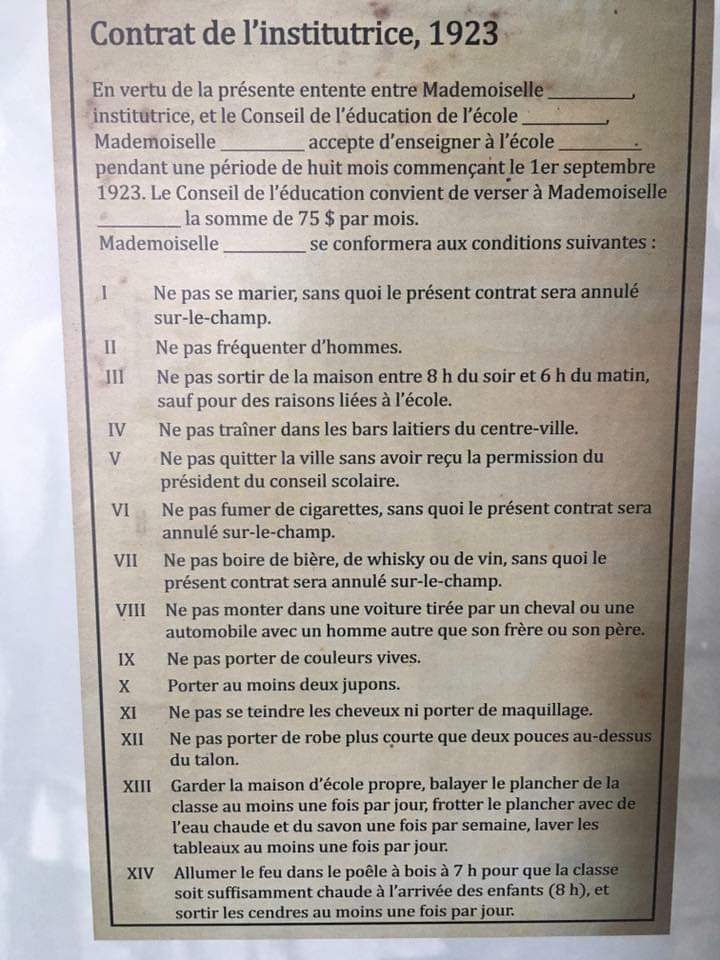 Contrat de l'institutrice, 1923
En vertu de la présente entente entre Mademoiselle __________,
institutrice, et le Conseil de l'éducation de l'école __________,
Mademoiselle __________ accepte d'enseigner à l'école __________.
pendant une période de huit mois commençant le 1er septembre
1923. Le Conseil de l'éducation convient de verser à Mademoiselle
__________ la somme de 75 $ par mois.
Mademoiselle __________ se conformera aux conditions suivantes :
I Ne pas se marier, sans quoi le présent contrat sera annulé
sur-le-champ.
II Ne pas fréquenter d'hommes.
III Ne pas sortir de la maison entre 8 h du soir et 6 h du matin,
sauf pour des raisons liées à l'école.
IV Ne pas traîner dans les bars laitiers du centre-ville.
V Ne pas quitter la ville sans avoir reçu la permission du
président du conseil scolaire.
VI Ne pas fumer de cigarettes, sans quoi le présent contrat sera
annulé sur-le-champ.
VII Ne pas boire de bière, de whisky ou de vin, sans quoi le
présent contrat sera annulé sur-le-champ.
VIII Ne pas monter dans une voiture tirée par un cheval ou une
automobile avec un homme autre que son frère ou son père.
IX Ne pas porter de couleurs vives.
X Porter au moins deux jupons.
XI Ne pas se teindre les cheveux ni porter de maquillage.
XII Ne pas porter de robe plus courte que deux pouces au-dessus
du talon.
XIII Garder la maison d'école propre, balayer le plancher de la
classe au moins une fois par jour, frotter le plancher avec de
l'eau chaude et du savon une fois par semaine, laver les
tableaux au moins une fois par jour.
XIV Allumer le feu dans le poêle à bois à 7 h pour que la classe
soit suffisamment chaude à l'arrivée des enfants (8 h), et
sortir les cendres au moins une fois par jour.